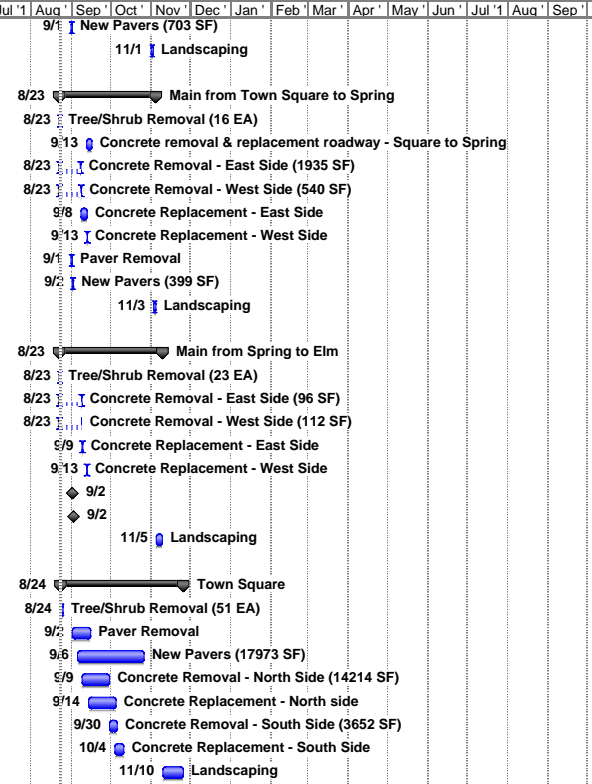 Jul '1 Aug ' Sep ' Oct ' Nov ' Dec ' Jan ' Feb ' Mar ' Apr ' May ' Jun ' Jul '1 Aug ' Sep '
9/1 New Pavers (703 SF)
11/1 Landscaping
8/23 Main from Town Square to Spring
8/23 Tree/Shrub Removal (16 EA)
9/13 Concrete removal & replacement roadway - Square to Spring
8/23 Concrete Removal - East Side (1935 SF)
8/23 Concrete Removal - West Side (540 SF)
9/8 Concrete Replacement - East Side
9/13 Concrete Replacement - West Side
9/1 Paver Removal
9/2 New Pavers (399 SF)
11/3 Landscaping
8/23 Main from Spring to Elm
8/23 Tree/Shrub Removal (23 EA)
8/23 Concrete Removal - East Side (96 SF)
8/23 Concrete Removal - West Side (112 SF)
9/9 Concrete Replacement - East Side
9/13 Concrete Replacement - West Side
9/2
9/2
11/5 Landscaping
8/24 Town Square
8/24 Tree/Shrub Removal (51 EA)
9/2 Paver Removal
9/6 New Pavers (17973 SF)
9/9 Concrete Removal - North Side (14214 SF)
9/14 Concrete Replacement - North side
9/30 Concrete Removal - South Side (3652 SF)
10/4 Concrete Replacement - South Side
11/10 Landscaping